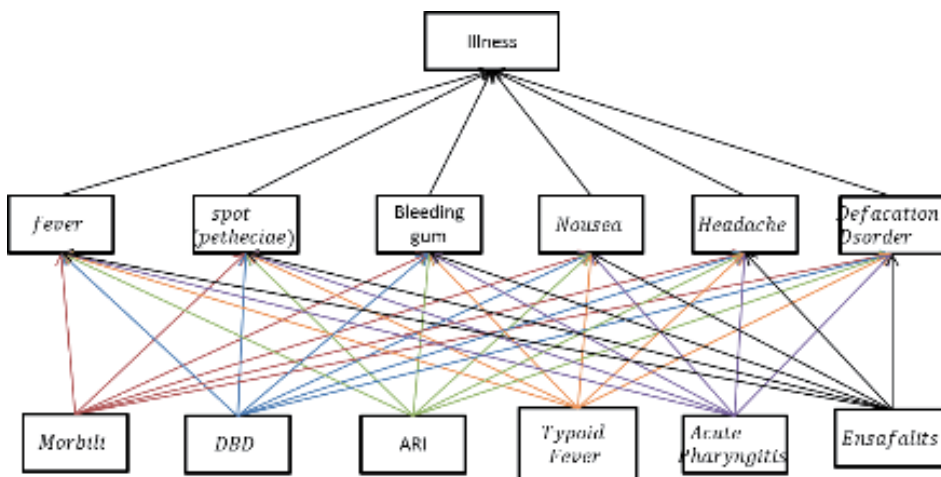 Illness
fever
spot
(petheciae)
Bleeding
gum
Nousea
Headache
Defacation
Dsorder
Morbili
DBD
ARI
Typoid
Fever
Acute
Pharyngitis
Ensafalits